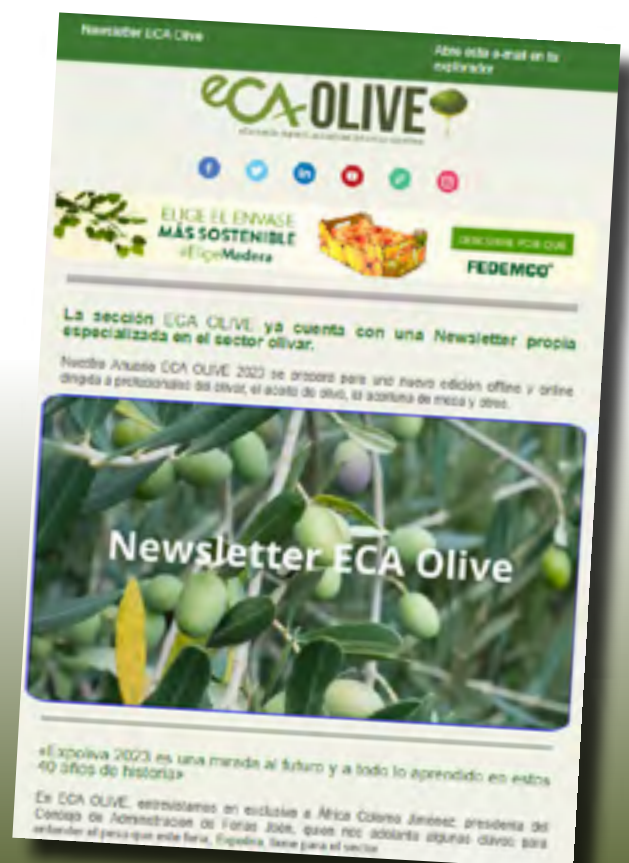 Newsletter ECA Olive
Abre este e-mail en tu
explorador
eCA OLIVE
ELIGE EL ENVASE
MÁS SOSTENIBLE
#EligeMadera
DESCUBRE POR QUÉ
FEDEMCO
La sección ECA OLIVE ya cuenta con una Newsletter propia
especializada en el sector olivar.
Nuestro Anuario ECA OLIVE 2023 se prepara para una nueva edición offline y online
dirigida a profesionales del olivar, el aceite de oliva, la aceituna de mesa y otros.
Newsletter ECA Olive
«Expoliva 2023 es una mirada al futuro y a todo lo aprendido en estos
40 años de historia»
En ECA OLIVE, entrevistamos en exclusiva a África Colomo Jiménez, presidenta del
Consejo de Administración de Ferias Jaén, quien nos adelanta algunas claves para
entender el peso que esta feria, Expoliva, tiene para el sector.